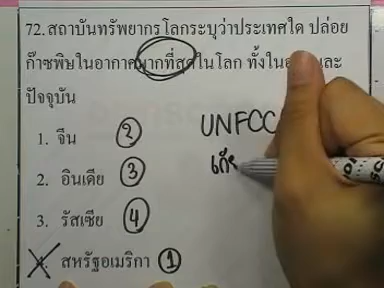 72. สถาบันทรัพยากรโลกระบุว่าประเทศใด ปล่อย
ก๊าซพิษในอากาศมากที่สุดในโลก ทั้งใน และ
ปัจจุบัน
1. จีน ②
2. อินเดีย ③
3. รัสเซีย ④
4. สหรัฐอเมริกา ①
UNFCC